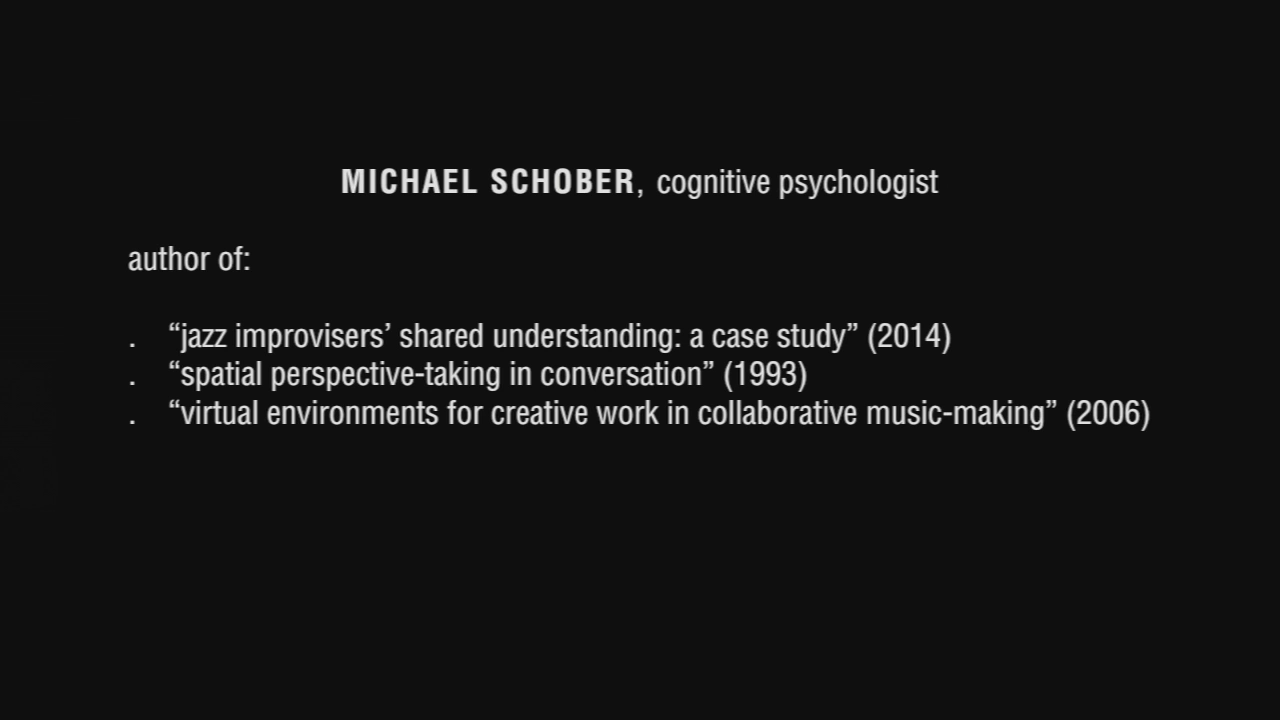 MICHAEL SCHOBER, cognitive psychologist
author of:
. “jazz improvisers’ shared understanding: a case study” (2014)
. “spatial perspective-taking in conversation” (1993)
. “virtual environments for creative work in collaborative music-making” (2006)